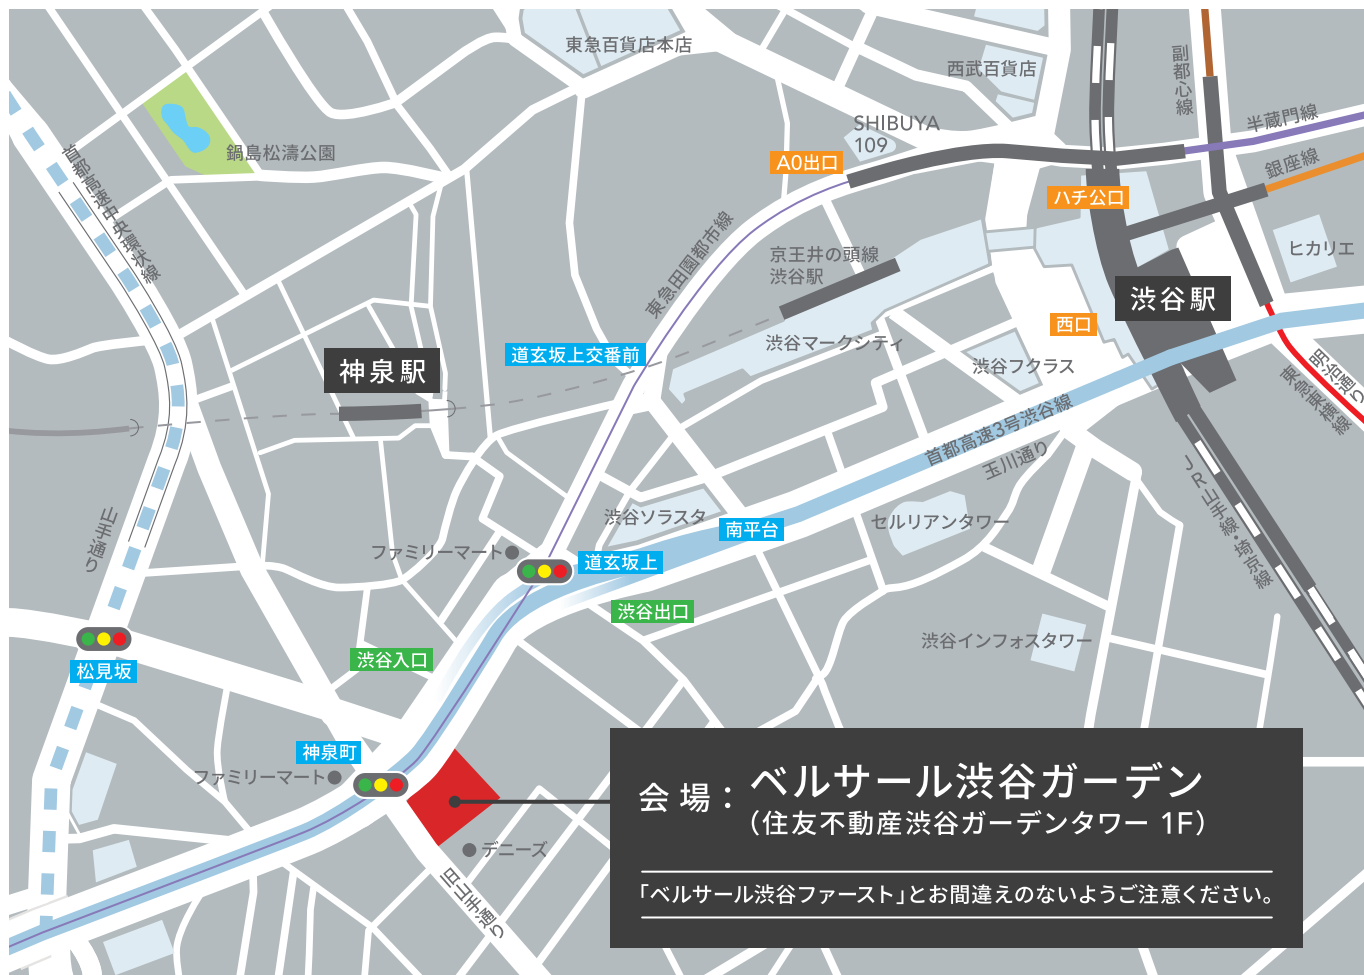 東急百貨店本店
西武百貨店
副都心線
半蔵門線
銀座線
SHIBUYA
109
A0出口
ハチ公口
鍋島松濤公園
首都高速中央環状線
東急田園都市線
京王井の頭線
渋谷駅
ヒカリエ
渋谷駅
西口
道玄坂上交番前
渋谷マークシティ
渋谷フクラス
神泉駅
明治通り
東急東横線
首都高速3号渋谷線
玉川通り
JR山手線・埼京線
山手通り
渋谷ソラスタ
南平台
セルリアンタワー
ファミリーマート
道玄坂上
渋谷出口
渋谷インフォスタワー
松見坂
渋谷入口
神泉町
ファミリーマート
デニーズ
旧山手通り
会場：ベルサール渋谷ガーデン
（住友不動産渋谷ガーデンタワー 1F）
「ベルサール渋谷ファースト」とお間違えのないようご注意ください。